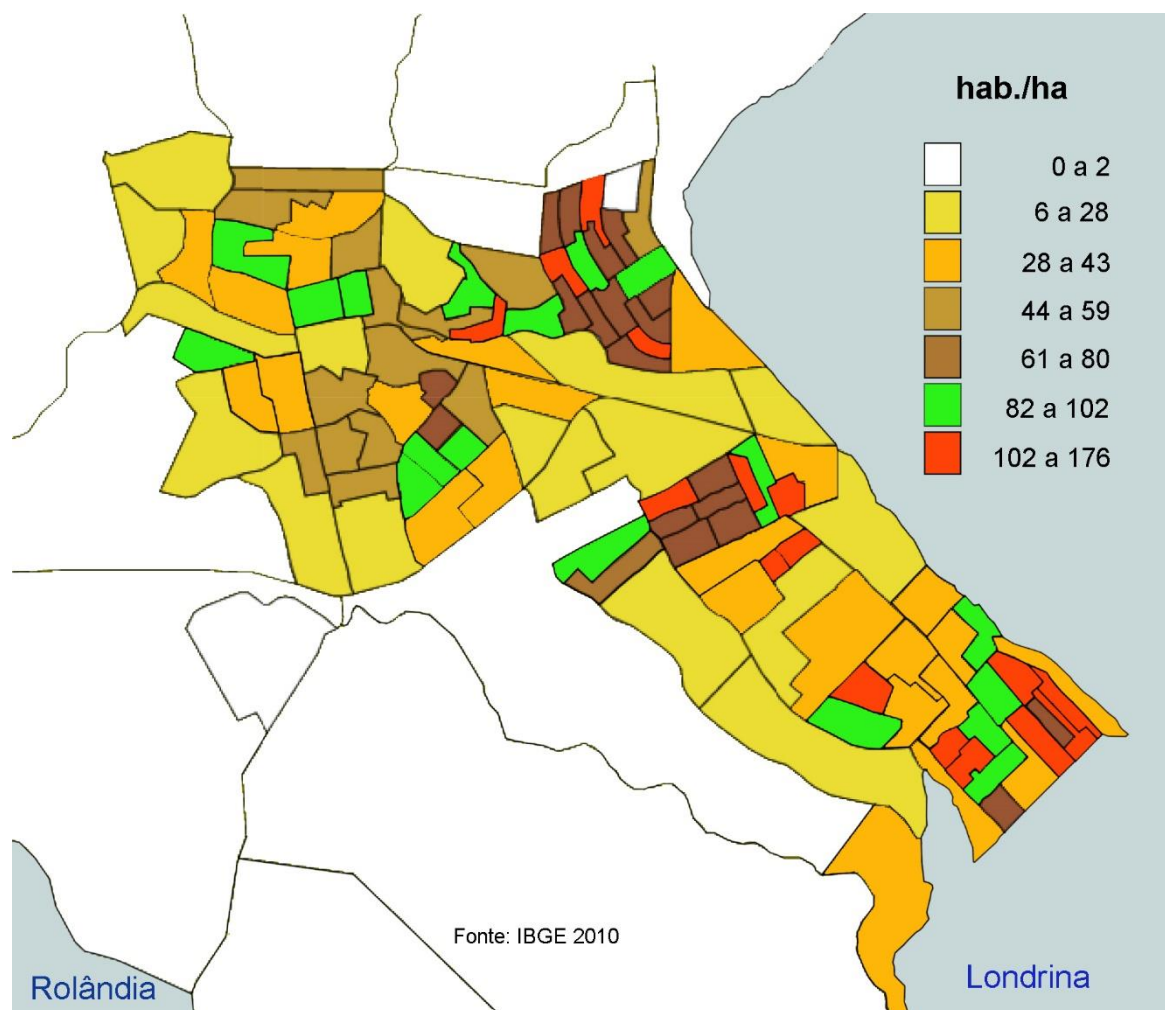 hab./ha
0 a 2
6 a 28
28 a 43
44 a 59
61 a 80
82 a 102
102 a 176
Fonte: IBGE 2010
Rolândia
Londrina